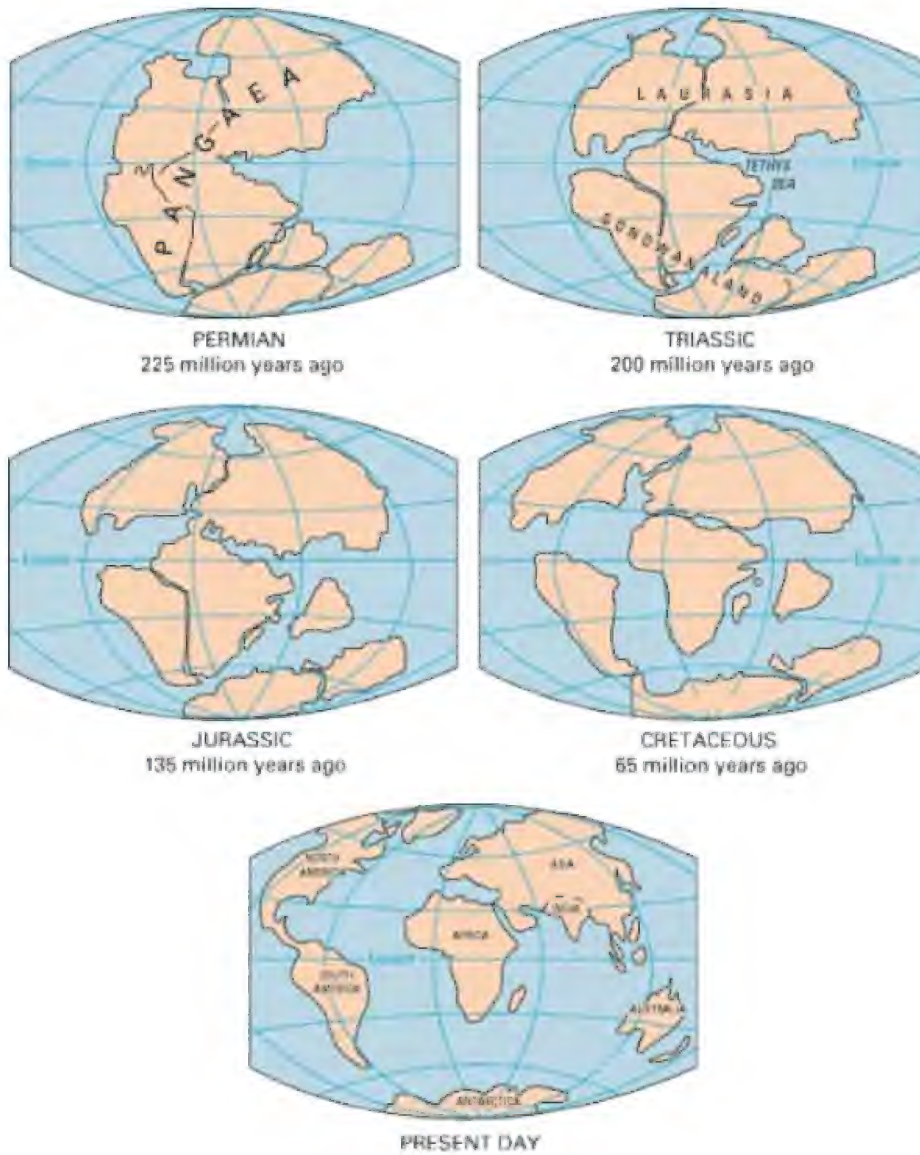 PANGAEA
PERMIAN
225 million years ago
LAURASIA
TETHYS
SEA
GONDWANALAND
TRIASSIC
200 million years ago
JURASSIC
135 million years ago
CRETACEOUS
65 million years ago
NORTH
AMERICA
ASIA
INDIA
AFRICA
Equator
SOUTH
AMERICA
AUSTRALIA
ANTARCTICA
PRESENT DAY